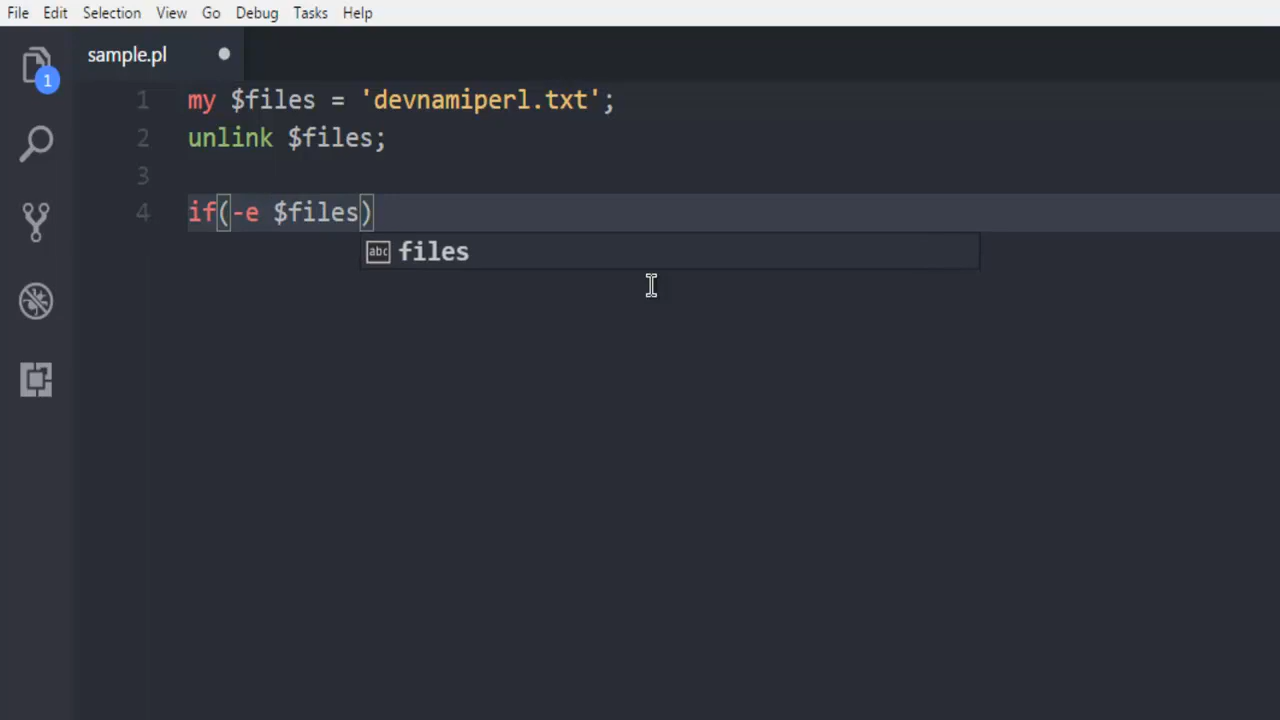 File Edit Selection View Go Debug Tasks Help
sample.pl
1
1 my $files = 'devnamiperl.txt';
2 unlink $files;
3
4 if(-e $files)
abc files